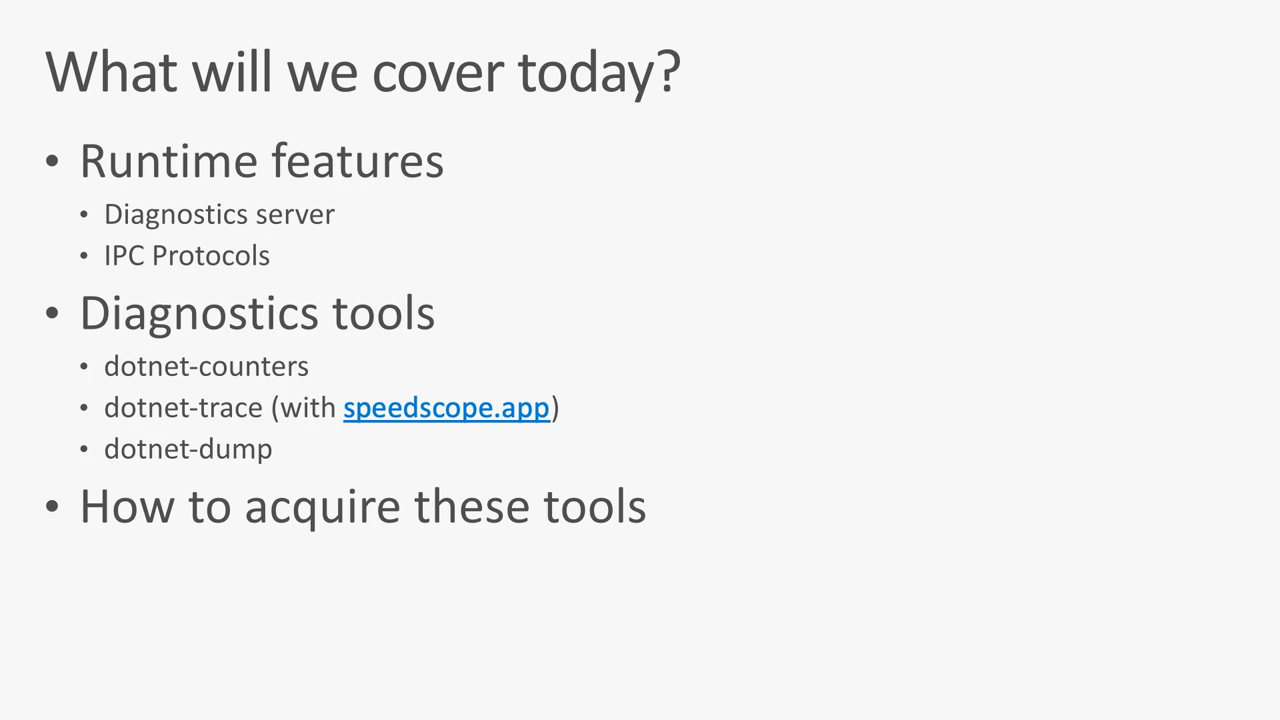 What will we cover today?
• Runtime features
• Diagnostics server
• IPC Protocols
• Diagnostics tools
• dotnet-counters
• dotnet-trace (with speedscope.app)
• dotnet-dump
• How to acquire these tools